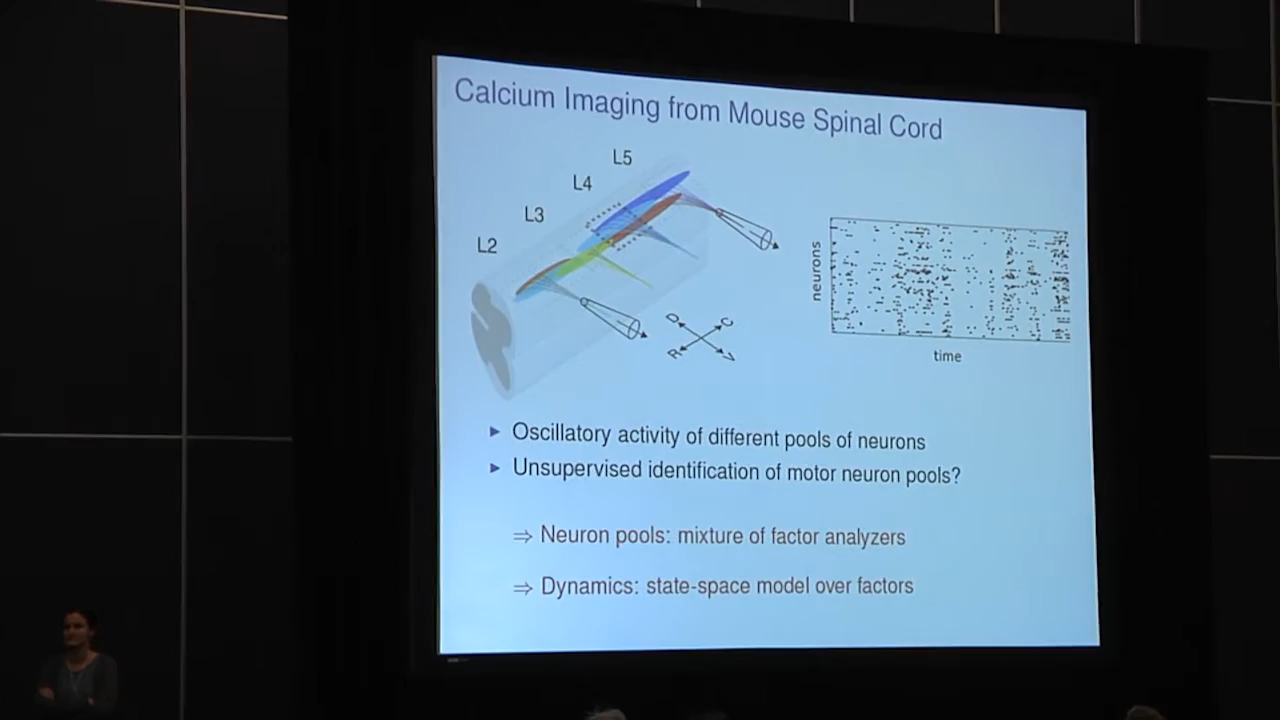 Calcium Imaging from Mouse Spinal Cord
L5
L4
L3
L2
D
C
R
V
neurons
time
Oscillatory activity of different pools of neurons
Unsupervised identification of motor neuron pools?
⇒ Neuron pools: mixture of factor analyzers
⇒ Dynamics: state-space model over factors